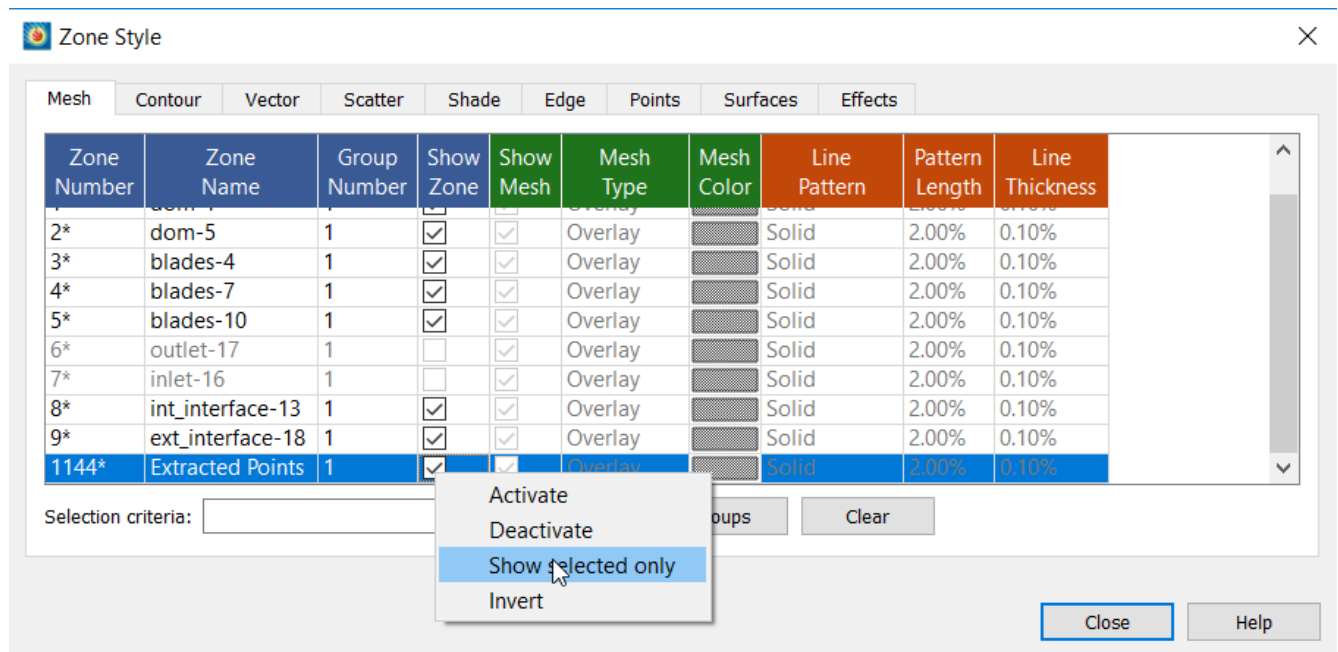 Zone Style
Mesh Contour Vector Scatter Shade Edge Points Surfaces Effects
Zone Number Zone Name Group Number Show Zone Show Mesh Mesh Type Mesh Color Line Pattern Pattern Length Line Thickness
2* dom-5 1 Overlay Solid 2.00% 0.10%
3* blades-4 1 Overlay Solid 2.00% 0.10%
4* blades-7 1 Overlay Solid 2.00% 0.10%
5* blades-10 1 Overlay Solid 2.00% 0.10%
6* outlet-17 1 Overlay Solid 2.00% 0.10%
7* inlet-16 1 Overlay Solid 2.00% 0.10%
8* int_interface-13 1 Overlay Solid 2.00% 0.10%
9* ext_interface-18 1 Overlay Solid 2.00% 0.10%
1144* Extracted Points 1 Overlay Solid 2.00% 0.10%
Selection criteria: oups Clear
Activate
Deactivate
Show selected only
Invert
Close Help